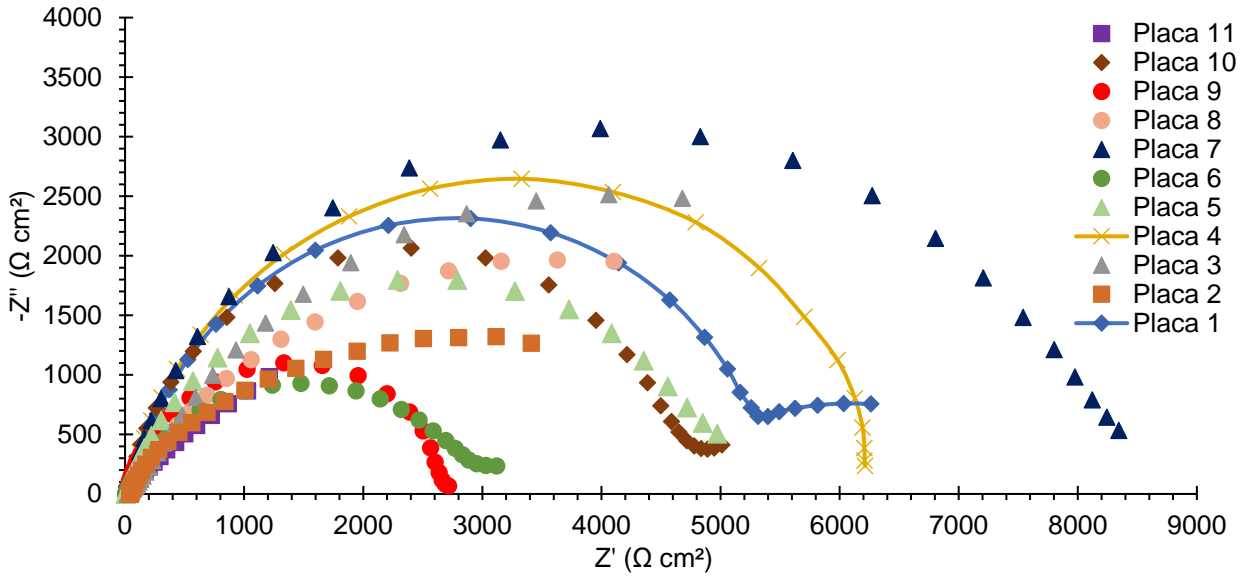 4000
3500
3000
2500
2000
1500
1000
500
0
-Z'' (Ω cm²)
0
1000
2000
3000
4000
5000
6000
7000
8000
9000
Z' (Ω cm²)
Placa 11
Placa 10
Placa 9
Placa 8
Placa 7
Placa 6
Placa 5
Placa 4
Placa 3
Placa 2
Placa 1